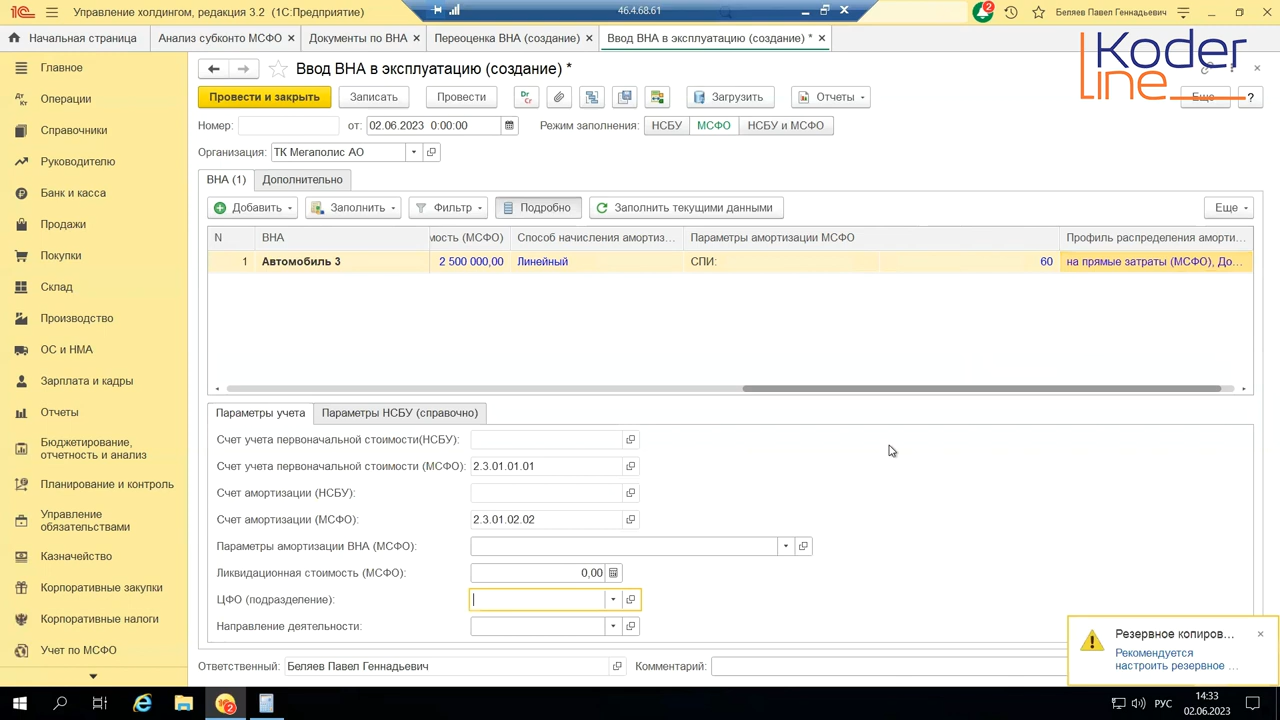 Управление холдингом, редакция 3.2 (1С:Предприятие)
46.4.68.61
2
Беляев Павел Геннадьевич
Начальная страница
Анализ субконто МСФО
Документы по ВНА
Переоценка ВНА (создание)
Ввод ВНА в эксплуатацию (создание) *
Koder
Line
Главное
Операции
Справочники
Руководителю
Банк и касса
Продажи
Покупки
Склад
Производство
ОС и НМА
Зарплата и кадры
Отчеты
Бюджетирование,
отчетность и анализ
Планирование и контроль
Управление
обязательствами
Казначейство
Корпоративные закупки
Корпоративные налоги
Учет по МСФО
Ввод ВНА в эксплуатацию (создание) *
Провести и закрыть
Записать
Провести
Загрузить
Отчеты
Еще
?
Номер:
от: 02.06.2023 0:00:00
Режим заполнения: НСБУ МСФО НСБУ и МСФО
Организация: ТК Мегаполис АО
ВНА (1)
Дополнительно
Добавить
Заполнить
Фильтр
Подробно
Заполнить текущими данными
Еще
N ВНА мость (МСФО) Способ начисления амортиз... Параметры амортизации МСФО Профиль распределения аморти...
1 Автомобиль 3 2 500 000,00 Линейный СПИ: 60 на прямые затраты (МСФО), До...
Параметры учета
Параметры НСБУ (справочно)
Счет учета первоначальной стоимости(НСБУ):
Счет учета первоначальной стоимости (МСФО): 2.3.01.01.01
Счет амортизации (НСБУ):
Счет амортизации (МСФО): 2.3.01.02.02
Параметры амортизации ВНА (МСФО):
Ликвидационная стоимость (МСФО): 0,00
ЦФО (подразделение):
Направление деятельности:
Ответственный: Беляев Павел Геннадьевич
Комментарий:
Резервное копиров...
Рекомендуется
настроить резервное ...
2
РУС
14:33
02.06.2023